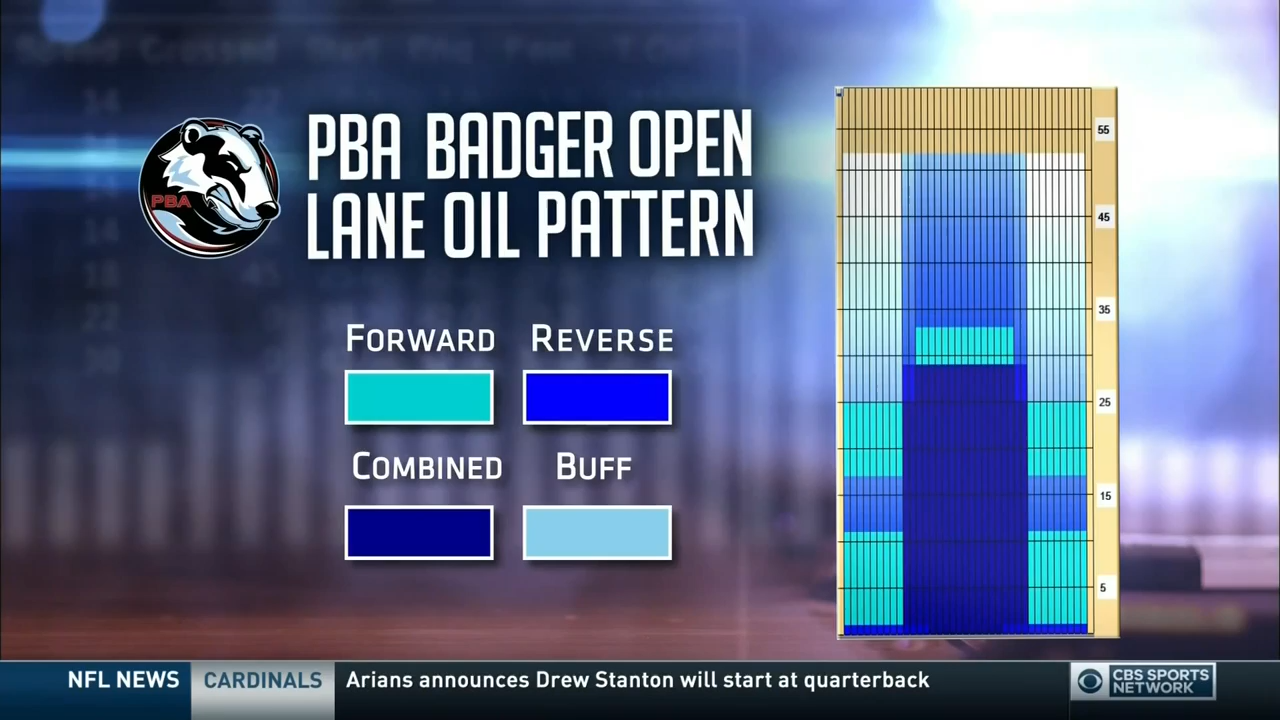 PBA BADGER OPEN
LANE OIL PATTERN
PBA
FORWARD REVERSE
COMBINED BUFF
55
45
35
25
15
5
NFL NEWS CARDINALS Arians announces Drew Stanton will start at quarterback
CBS SPORTS
NETWORK